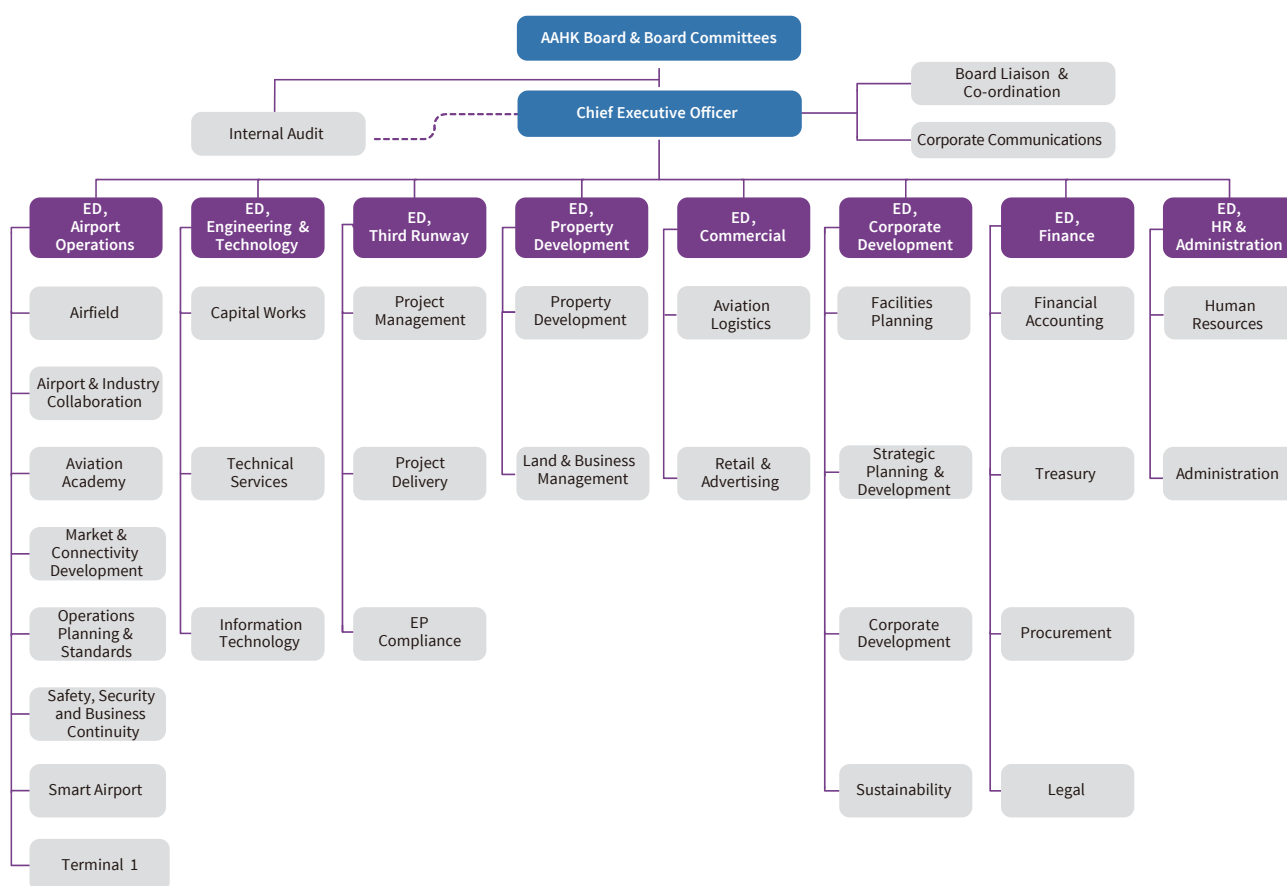 AAHK Board & Board Committees
Board Liaison &
Co-ordination
Chief Executive Officer
Internal Audit
Corporate Communications
ED,
Airport
Operations
ED,
Engineering &
Technology
ED,
Third Runway
ED,
Property
Development
ED,
Commercial
ED,
Corporate
Development
ED,
Finance
ED,
HR &
Administration
Airfield
Capital Works
Project
Management
Property
Development
Aviation
Logistics
Facilities
Planning
Financial
Accounting
Human
Resources
Airport & Industry
Collaboration
Aviation
Academy
Technical
Services
Project
Delivery
Land & Business
Management
Retail &
Advertising
Strategic
Planning &
Development
Treasury
Administration
Market &
Connectivity
Development
Operations
Planning &
Standards
Information
Technology
EP
Compliance
Corporate
Development
Procurement
Safety, Security
and Business
Continuity
Smart Airport
Sustainability
Legal
Terminal 1